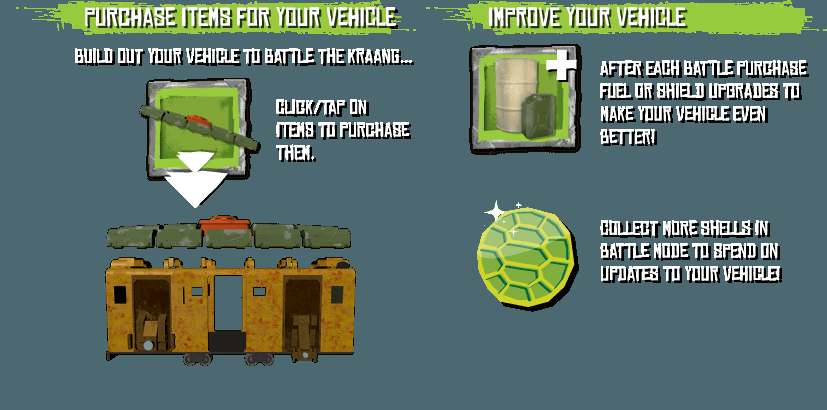 PURCHASE ITEMS FOR YOUR VEHICLE
BUILD OUT YOUR VEHICLE TO BATTLE THE KRAANG...
CLICK/TAP ON
ITEMS TO PURCHASE
THEM.
IMPROVE YOUR VEHICLE
AFTER EACH BATTLE PURCHASE
FUEL OR SHIELD UPGRADES TO
MAKE YOUR VEHICLE EVEN
BETTER!
COLLECT MORE SHELLS IN
BATTLE MODE TO SPEND ON
UPDATES TO YOUR VEHICLE!